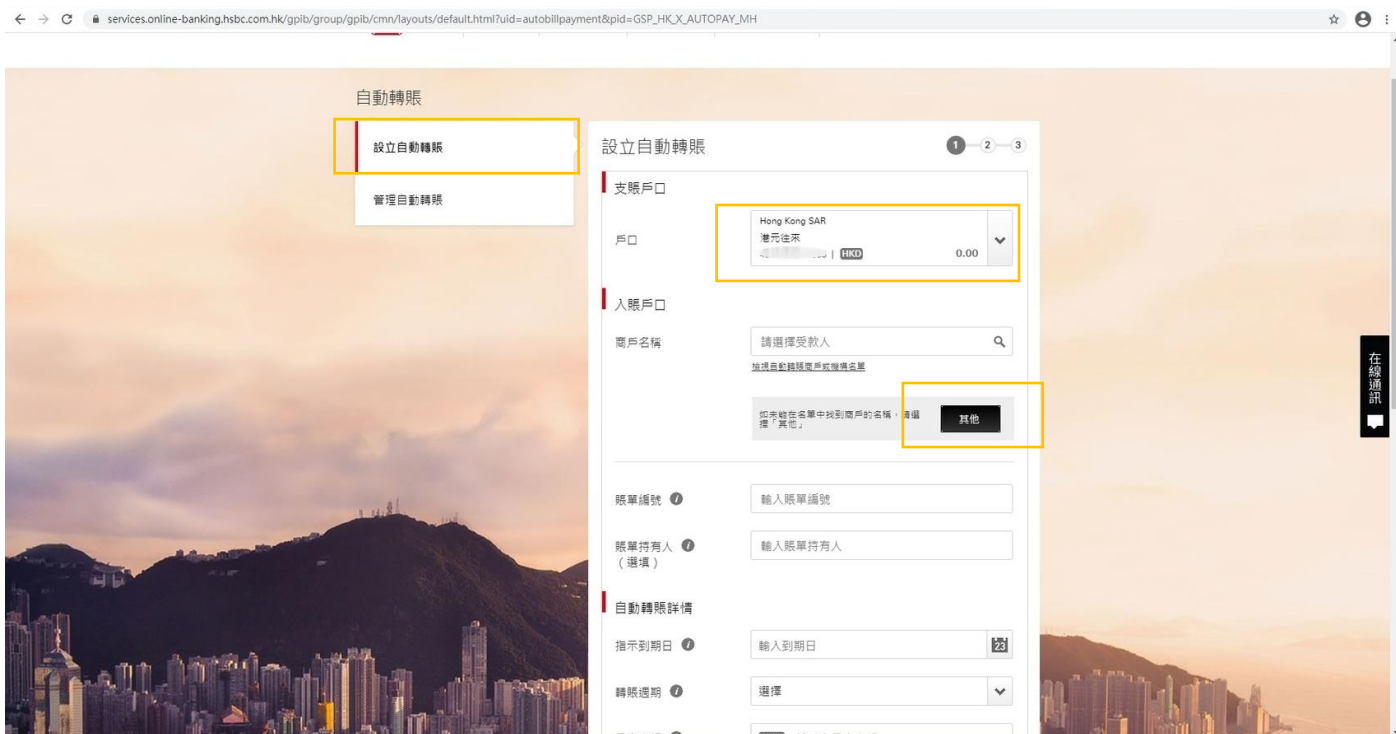 services.online-banking.hsbc.com.hk/gpib/group/gpib/cmn/layouts/default.html?uid=autobillpayment&pid=GSP_HK_X_AUTOPAY_MH
自動轉賬
設立自動轉賬
管理自動轉賬
設立自動轉賬
1 2 3
支賬戶口
戶口
Hong Kong SAR
港元往來
| HKD 0.00
入賬戶口
商戶名稱
請選擇受款人
檢視自動轉賬商戶或機構名單
如未能在名單中找到商戶的名稱，請選
擇「其他」
其他
賬單編號
輸入賬單編號
賬單持有人
（選填）
輸入賬單持有人
自動轉賬詳情
指示到期日
輸入到期日
23
轉賬週期
選擇
在線通訊